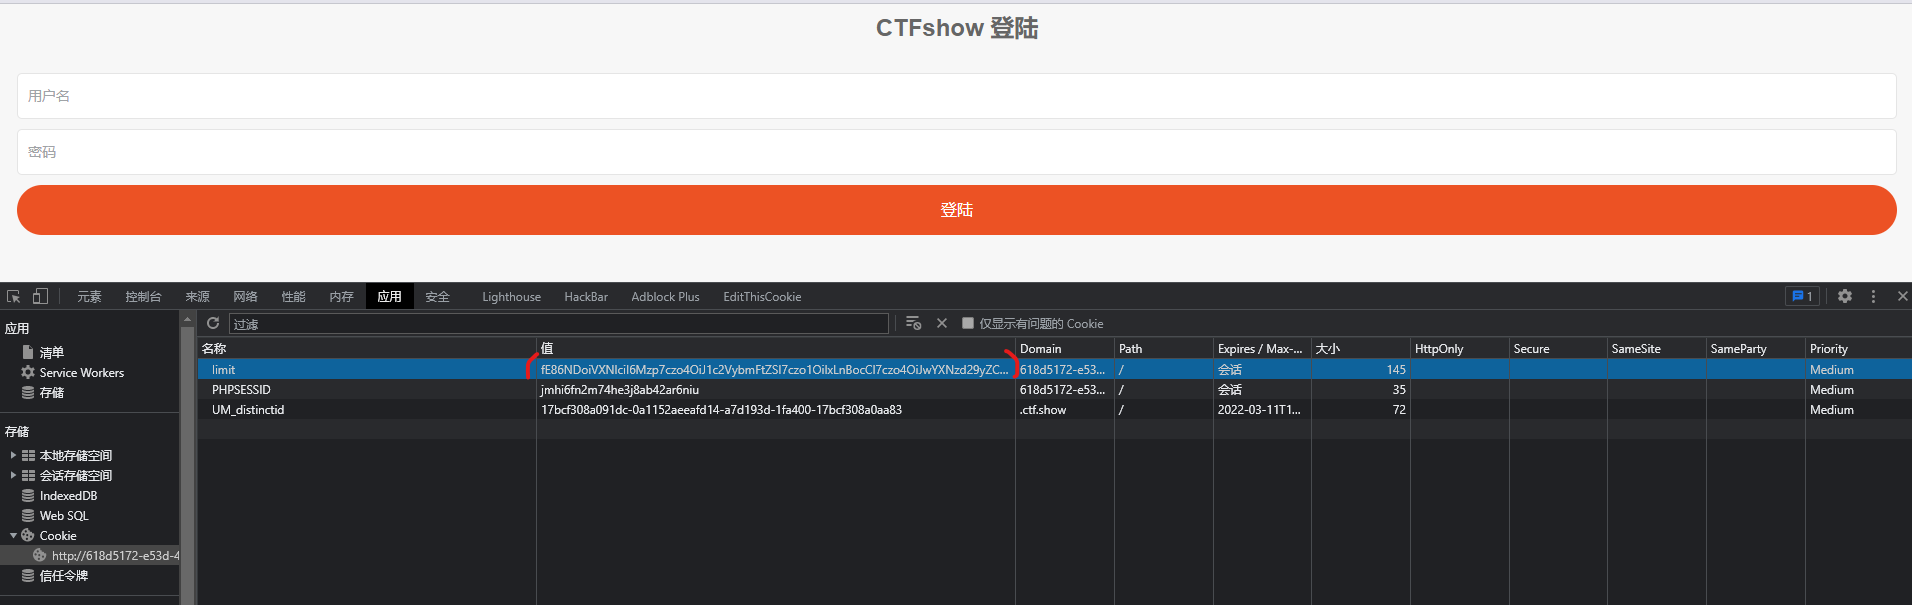 CTFshow 登陆
用户名
密码
登陆
元素 控制台 来源 网络 性能 内存 应用 安全 Lighthouse HackBar Adblock Plus EditThisCookie 1
应用
清单
Service Workers
存储
存储
本地存储空间
会话存储空间
IndexedDB
Web SQL
Cookie
http://618d5172-e53d-4
信任令牌
过滤 仅显示有问题的 Cookie
名称 值 Domain Path Expires / Max-... 大小 HttpOnly Secure SameSite SameParty Priority
limit fE86NDoiVXNlciI6Mzp7czo4OiJ1c2VybmFtZSI7czo1OiIxLnBocCI7czo4OiJwYXNzd29yZC... 618d5172-e53... / 会话 145 Medium
PHPSESSID jmhi6fn2m74he3j8ab42ar6niu 618d5172-e53... / 会话 35 Medium
UM_distinctid 17bcf308a091dc-0a1152aeeafd14-a7d193d-1fa400-17bcf308a0aa83 .ctf.show / 2022-03-11T1... 72 Medium